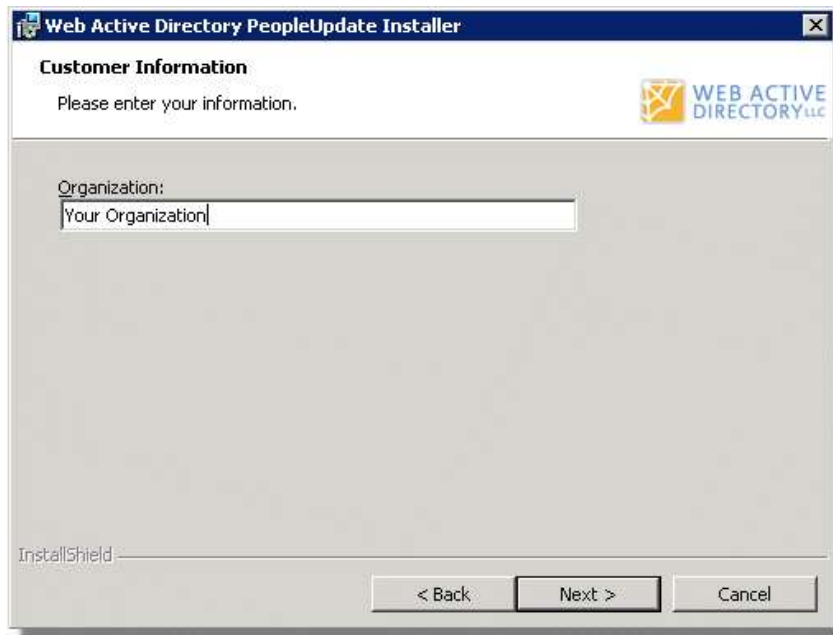 Web Active Directory PeopleUpdate Installer
Customer Information
Please enter your information.
WEB ACTIVE
DIRECTORY LLC
Organization:
Your Organization
InstallShield
< Back
Next >
Cancel